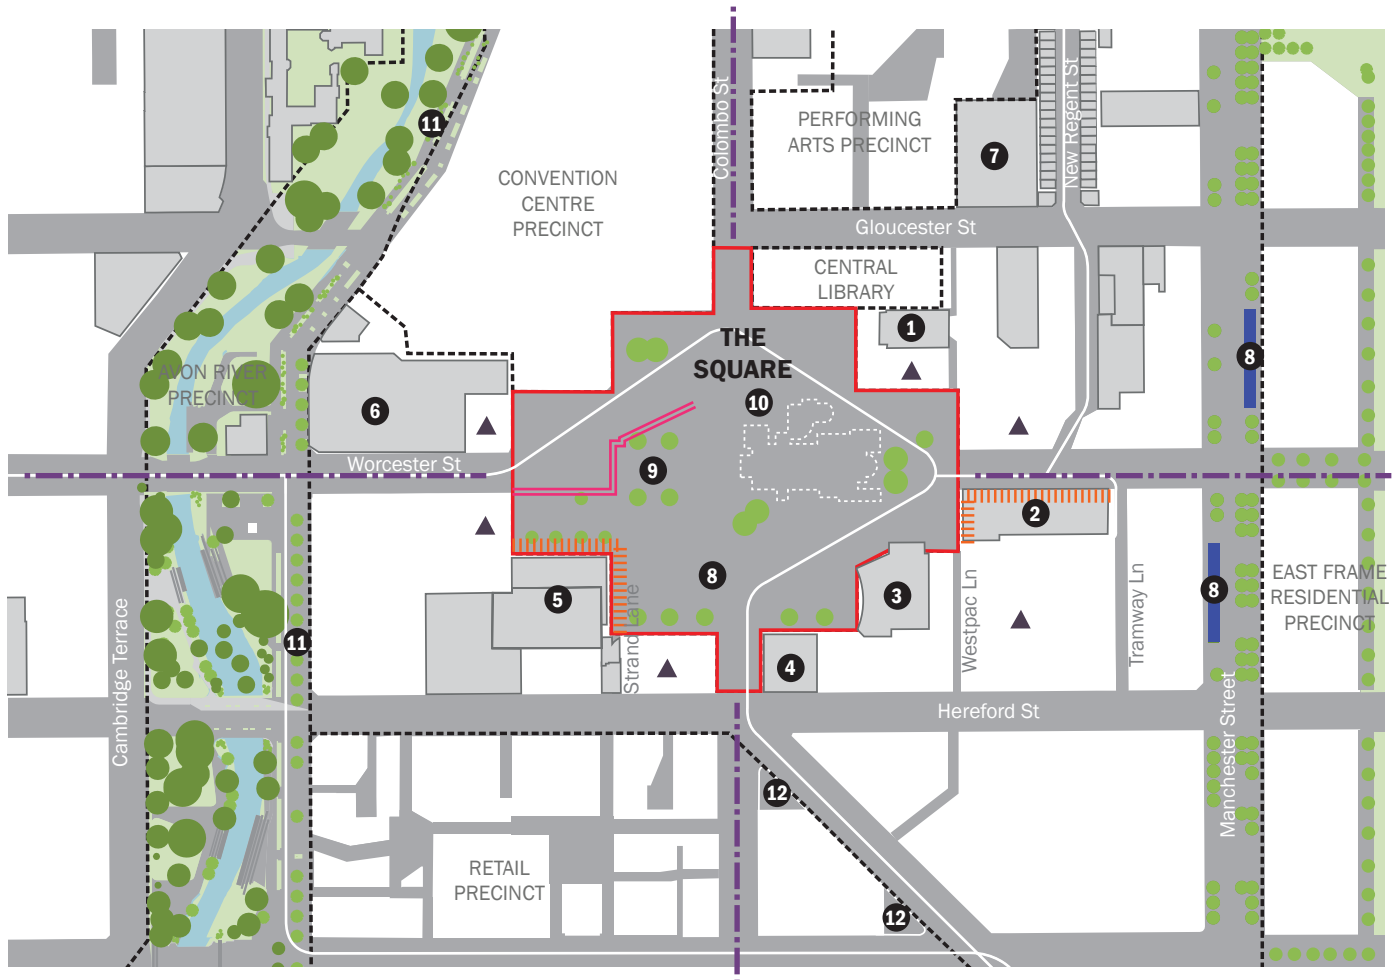 11
Colombo St
PERFORMING
ARTS PRECINCT
New Regent St
7
CONVENTION
CENTRE
PRECINCT
Gloucester St
CENTRAL
LIBRARY
1
THE
SQUARE
8
AVON RIVER
PRECINCT
6
10
Worcester St
9
2
8
5
3
8
EAST FRAME
RESIDENTIAL
PRECINCT
Cambridge Terrace
11
Strand Lane
4
Westpac Ln
Tramway Ln
Hereford St
Manchester Street
12
RETAIL
PRECINCT
12